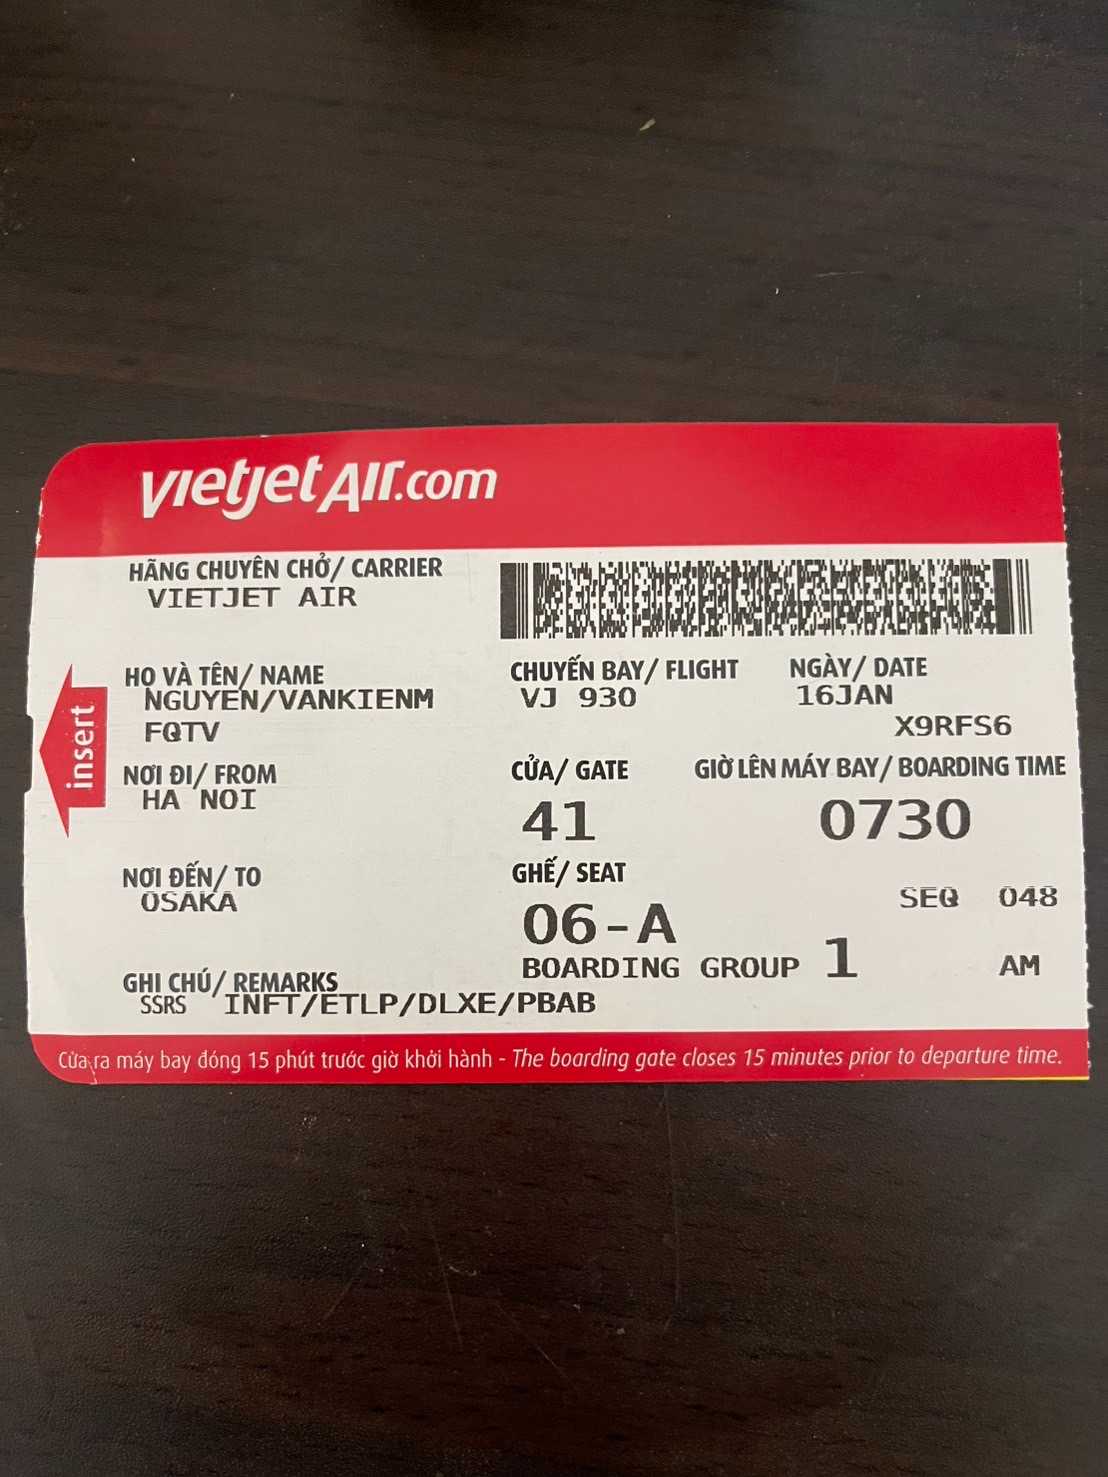 vietjetAir.com
HÃNG CHUYÊN CHỞ/ CARRIER
VIETJET AIR
HỌ VÀ TÊN/ NAME
NGUYEN/VANKIENM
FQTV
CHUYẾN BAY/ FLIGHT
VJ 930
NGÀY/ DATE
16JAN
X9RFS6
insert
NƠI ĐI/ FROM
HA NOI
CỬA/ GATE
41
GIỜ LÊN MÁY BAY/ BOARDING TIME
0730
NƠI ĐẾN/ TO
OSAKA
GHẾ/ SEAT
06-A
SEQ 048
BOARDING GROUP 1
AM
GHI CHÚ/ REMARKS
SSRS INFT/ETLP/DLXE/PBAB
Cửa ra máy bay đóng 15 phút trước giờ khởi hành - The boarding gate closes 15 minutes prior to departure time.